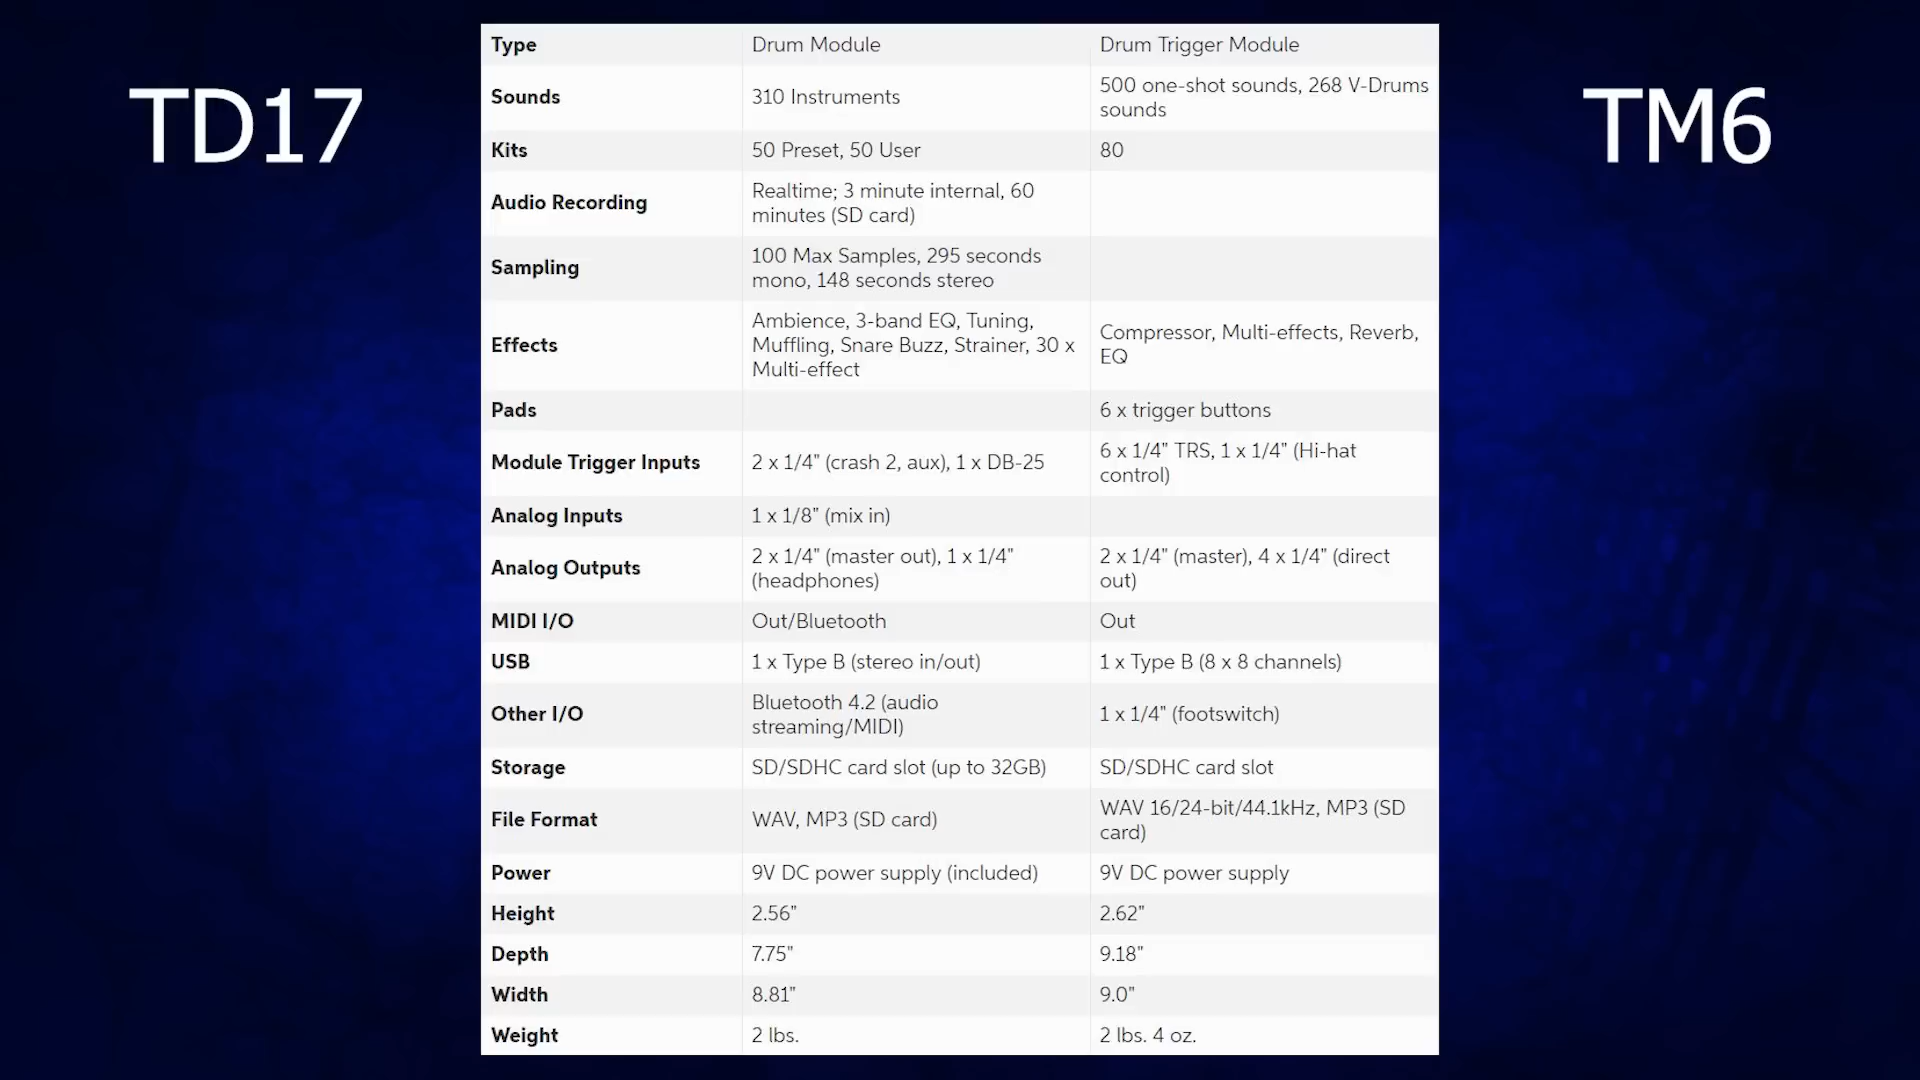 TD17
TM6
Type Drum Module Drum Trigger Module
Sounds 310 Instruments 500 one-shot sounds, 268 V-Drums
sounds
Kits 50 Preset, 50 User 80
Audio Recording Realtime; 3 minute internal, 60
minutes (SD card)
Sampling 100 Max Samples, 295 seconds
mono, 148 seconds stereo
Effects Ambience, 3-band EQ, Tuning,
Muffling, Snare Buzz, Strainer, 30 x
Multi-effect
Compressor, Multi-effects, Reverb,
EQ
Pads 6 x trigger buttons
Module Trigger Inputs 2 x 1/4" (crash 2, aux), 1 x DB-25
6 x 1/4" TRS, 1 x 1/4" (Hi-hat
control)
Analog Inputs 1 x 1/8" (mix in)
Analog Outputs 2 x 1/4" (master out), 1 x 1/4"
(headphones)
2 x 1/4" (master), 4 x 1/4" (direct
out)
MIDI I/O Out/Bluetooth Out
USB 1 x Type B (stereo in/out) 1 x Type B (8 x 8 channels)
Other I/O Bluetooth 4.2 (audio
streaming/MIDI)
1 x 1/4" (footswitch)
Storage SD/SDHC card slot (up to 32GB) SD/SDHC card slot
File Format WAV, MP3 (SD card)
WAV 16/24-bit/44.1kHz, MP3 (SD
card)
Power 9V DC power supply (included) 9V DC power supply
Height 2.56" 2.62"
Depth 7.75" 9.18"
Width 8.81" 9.0"
Weight 2 lbs. 2 lbs. 4 oz.